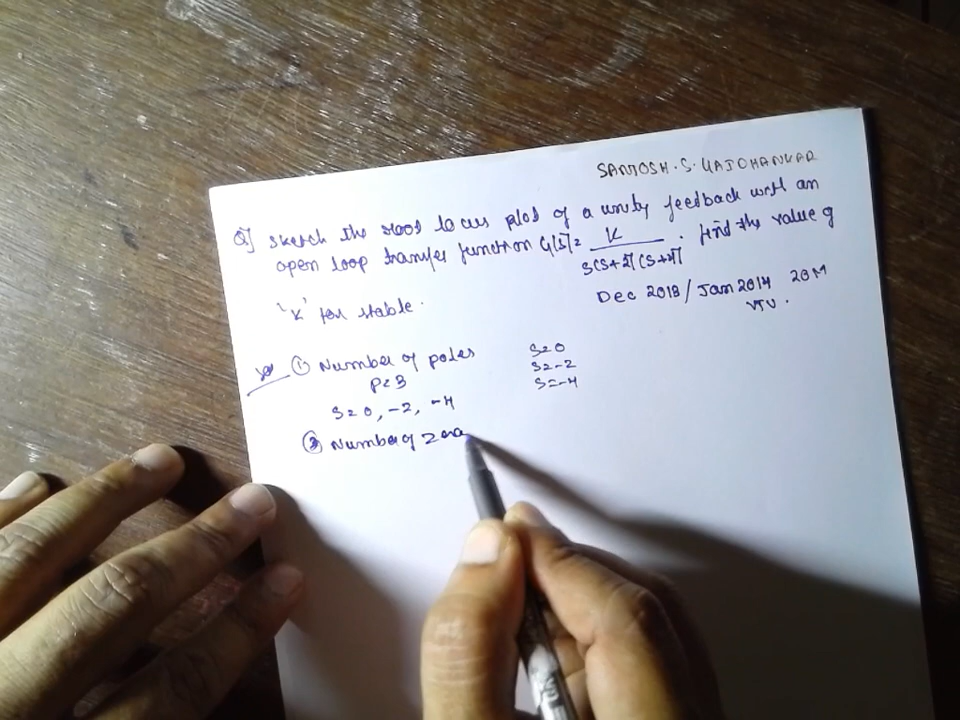 SANTOSH.S.GAJGHANKAR
Q] Sketch the root locus plot of a unity feedback with an
open loop transfer function G(s)= K / s(s+2)(s+4) . find the value of
'K' for stable.
Dec 2013/Jan 2014 20M
VTU.
① Number of poles
P=3
S=0, -2, -4
S=0
S=-2
S=-4
② Number of zero